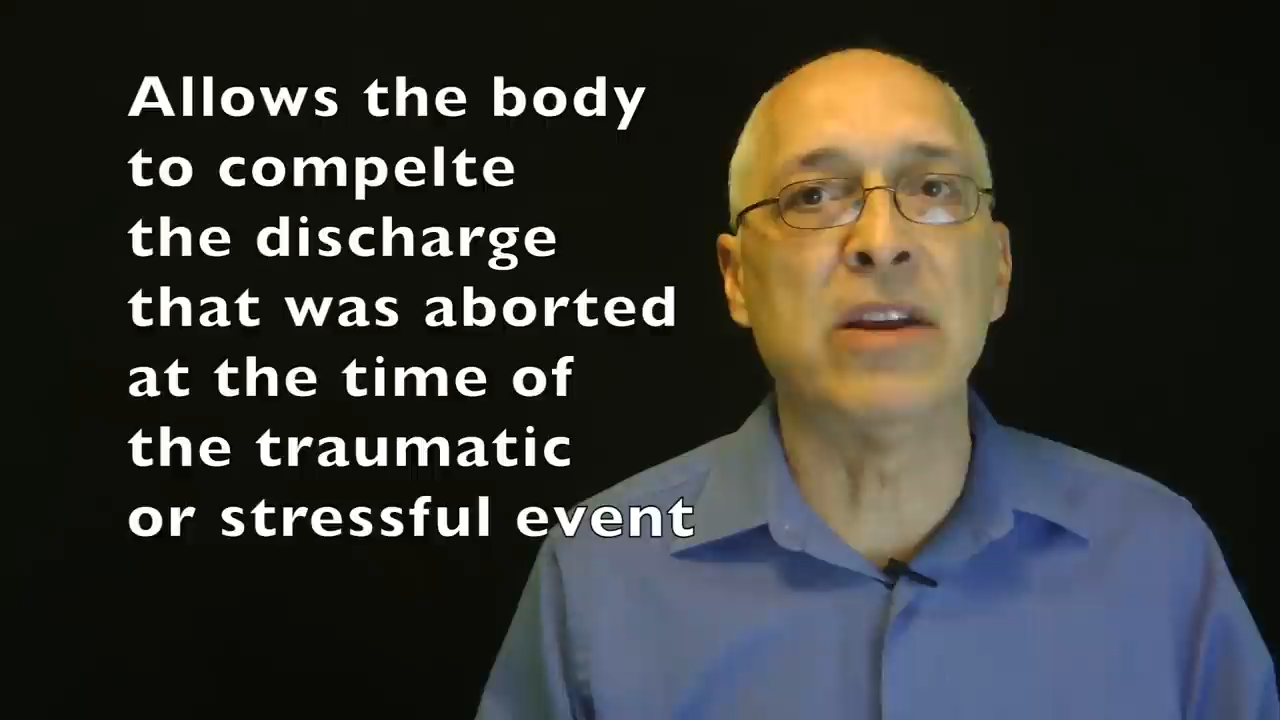 Allows the body
to compelte
the discharge
that was aborted
at the time of
the traumatic
or stressful event